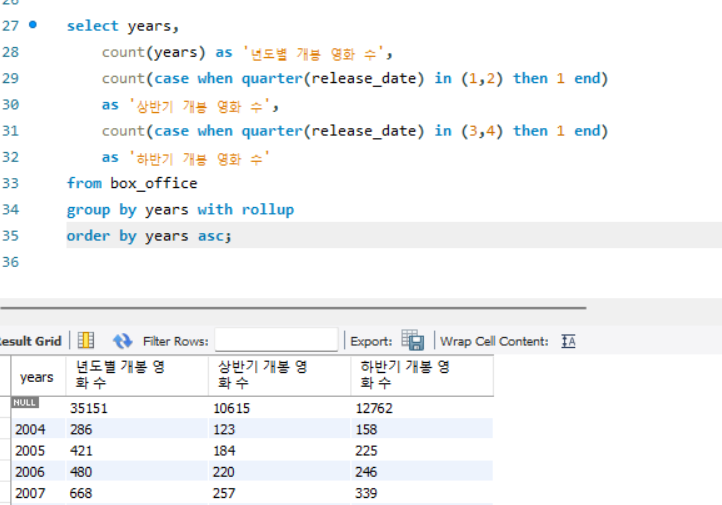 27 select years,
28 count(years) as '년도별 개봉 영화 수',
29 count(case when quarter(release_date) in (1,2) then 1 end)
30 as '상반기 개봉 영화 수',
31 count(case when quarter(release_date) in (3,4) then 1 end)
32 as '하반기 개봉 영화 수'
33 from box_office
34 group by years with rollup
35 order by years asc;
36
Result Grid Filter Rows: Export: Wrap Cell Content:
years 년도별 개봉 영화 수 상반기 개봉 영화 수 하반기 개봉 영화 수
NULL 35151 10615 12762
2004 286 123 158
2005 421 184 225
2006 480 220 246
2007 668 257 339